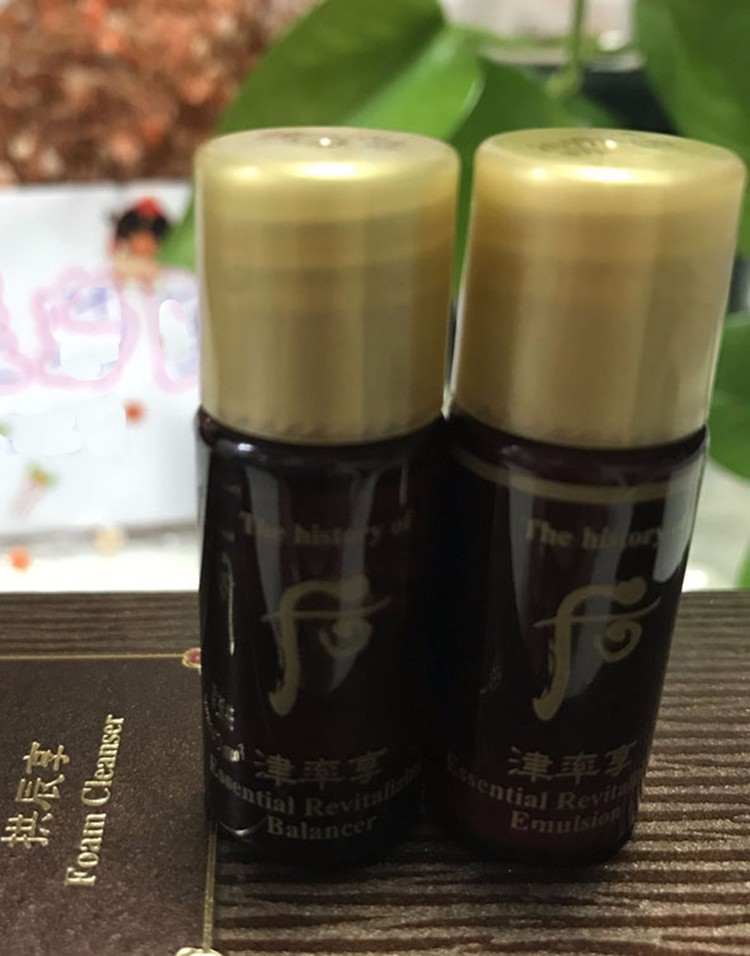 The history of
津率享
Essential Revitalizing
Balancer
The history of
津率享
Essential Revita
Emulsion
拱辰享
Foam Cleanser